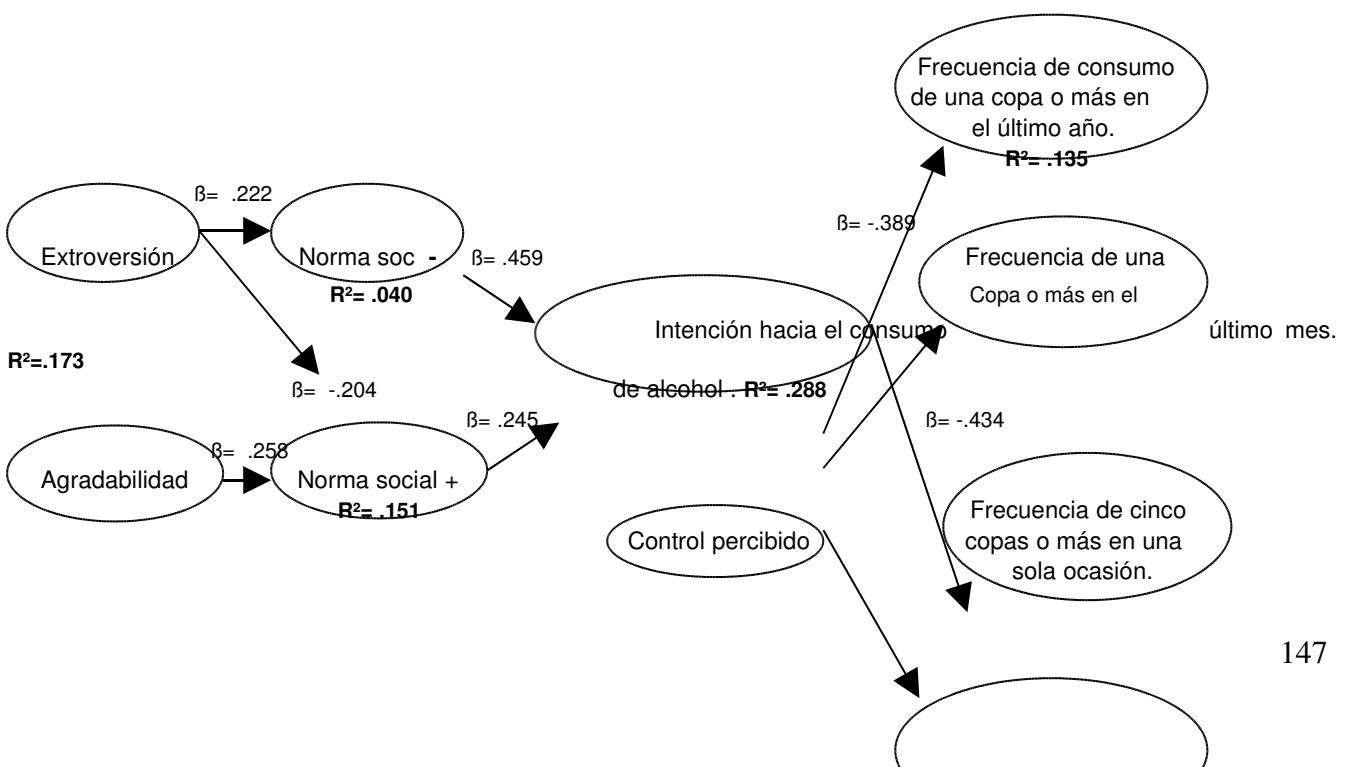 Frecuencia de consumo
de una copa o más en
el último año.
R²= .135
ß= .222
ß= -.389
Extroversión
Norma soc -
R²= .040
ß= .459
Frecuencia de una
Copa o más en el
Intención hacia el consumo
último mes.
R²=.173
de alcohol . R²= .288
ß= -.204
ß= .245
ß= -.434
ß= .258
Agradabilidad
Norma social +
R²= .151
Frecuencia de cinco
copas o más en una
sola ocasión.
Control percibido
147